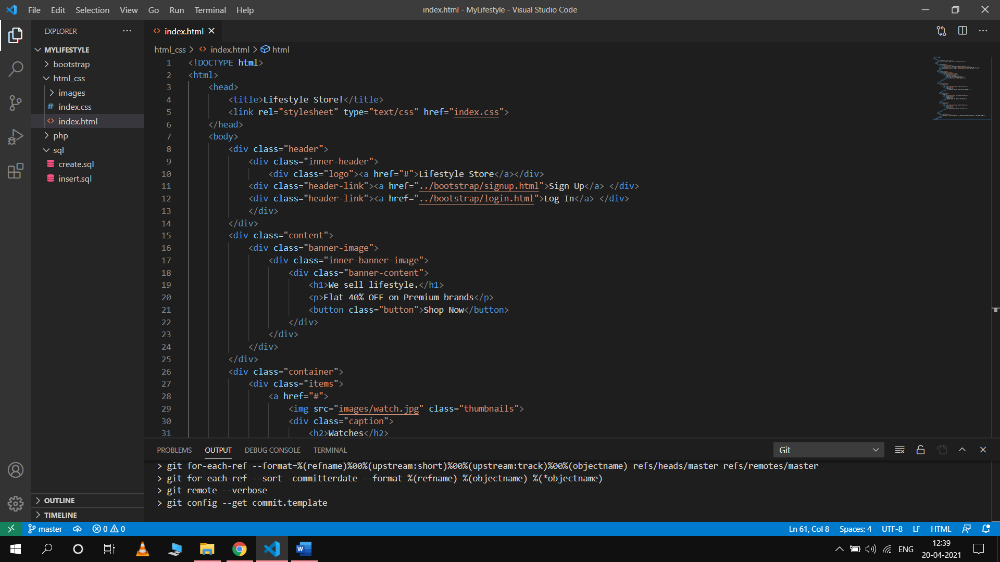 File Edit Selection View Go Run Terminal Help
index.html - MyLifestyle - Visual Studio Code
EXPLORER
MYLIFESTYLE
bootstrap
html_css
images
# index.css
<> index.html
php
sql
create.sql
insert.sql
OUTLINE
TIMELINE
<> index.html
html_css > <> index.html > html
1 <!DOCTYPE html>
2 <html>
3 <head>
4 <title>Lifestyle Store!</title>
5 <link rel="stylesheet" type="text/css" href="index.css">
6 </head>
7 <body>
8 <div class="header">
9 <div class="inner-header">
10 <div class="logo"><a href="#">Lifestyle Store</a></div>
11 <div class="header-link"><a href="../bootstrap/signup.html">Sign Up</a> </div>
12 <div class="header-link"><a href="../bootstrap/login.html">Log In</a> </div>
13 </div>
14 </div>
15 <div class="content">
16 <div class="banner-image">
17 <div class="inner-banner-image">
18 <div class="banner-content">
19 <h1>We sell lifestyle.</h1>
20 <p>Flat 40% OFF on Premium brands</p>
21 <button class="button">Shop Now</button>
22 </div>
23 </div>
24 </div>
25 </div>
26 <div class="container">
27 <div class="items">
28 <a href="#">
29 <img src="images/watch.jpg" class="thumbnails">
30 <div class="caption">
31 <h2>Watches</h2>
PROBLEMS OUTPUT DEBUG CONSOLE TERMINAL
Git
> git for-each-ref --format=%(refname)%00%(upstream:short)%00%(upstream:track)%00%(objectname) refs/heads/master refs/remotes/master
> git for-each-ref --sort -committerdate --format %(refname) %(objectname) %(*objectname)
> git remote --verbose
> git config --get commit.template
master 0 0
Ln 61, Col 8 Spaces: 4 UTF-8 LF HTML
ENG
12:39
20-04-2021